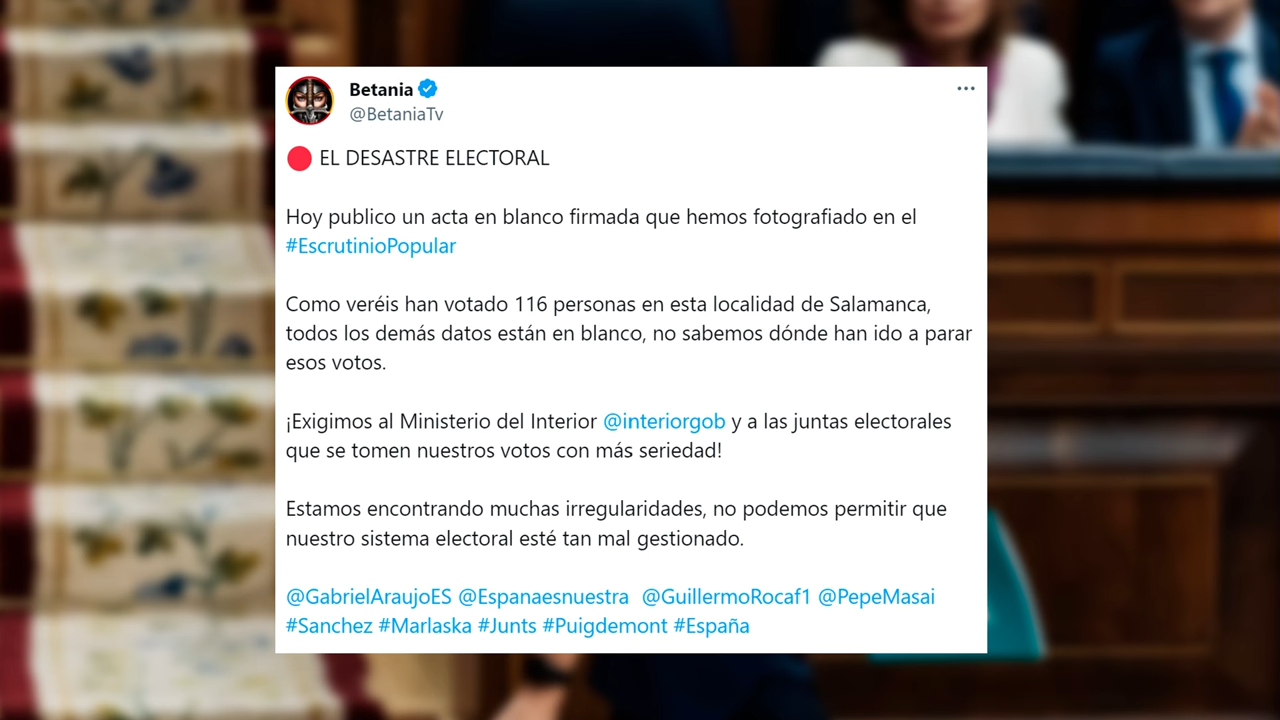 Betania
@BetaniaTv
🔴 EL DESASTRE ELECTORAL
Hoy publico un acta en blanco firmada que hemos fotografiado en el
#EscrutinioPopular
Como veréis han votado 116 personas en esta localidad de Salamanca,
todos los demás datos están en blanco, no sabemos dónde han ido a parar
esos votos.
¡Exigimos al Ministerio del Interior @interiorgob y a las juntas electorales
que se tomen nuestros votos con más seriedad!
Estamos encontrando muchas irregularidades, no podemos permitir que
nuestro sistema electoral esté tan mal gestionado.
@GabrielAraujoES @Espanaesnuestra @GuillermoRocaf1 @PepeMasai
#Sanchez #Marlaska #Junts #Puigdemont #España